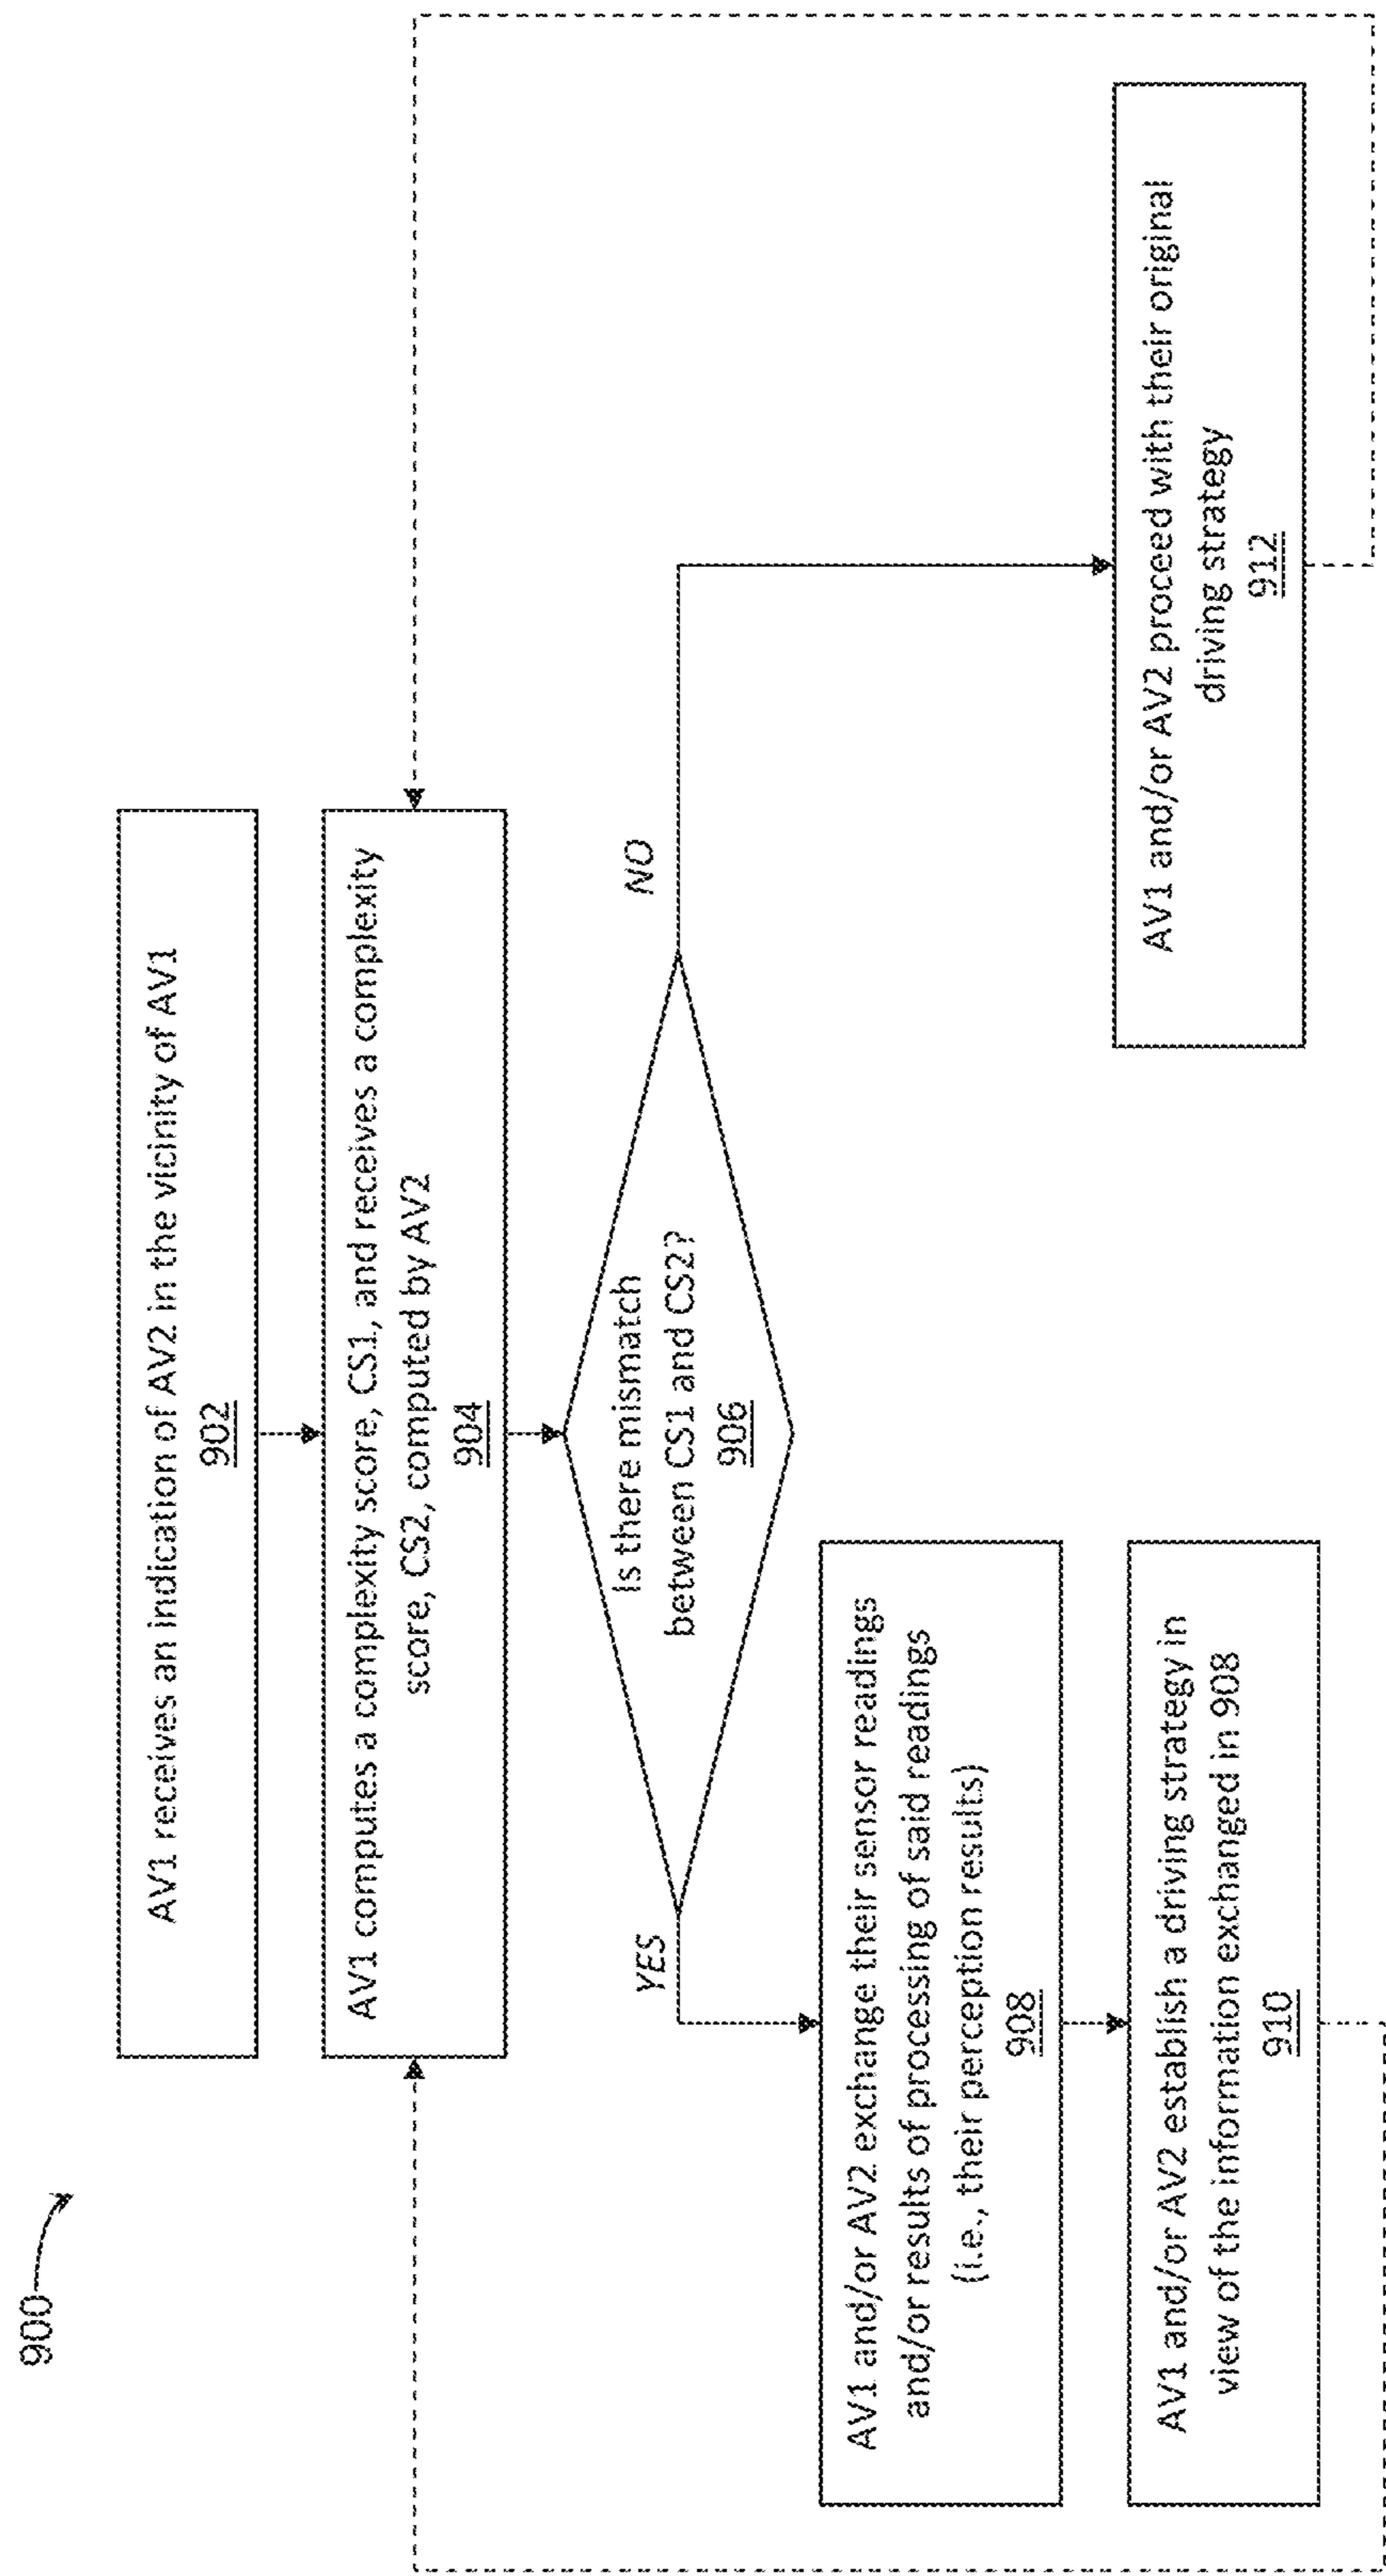 900
AV1 receives an indication of AV2 in the vicinity of AV1
902
AV1 computes a complexity score, CS1, and receives a complexity
score, CS2, computed by AV2
904
Is there mismatch
between CS1 and CS2?
906
YES
NO
AV1 and/or AV2 exchange their sensor readings
and/or results of processing of said readings
(i.e., their perception results)
908
AV1 and/or AV2 establish a driving strategy in
view of the information exchanged in 908
910
AV1 and/or AV2 proceed with their original
driving strategy
912